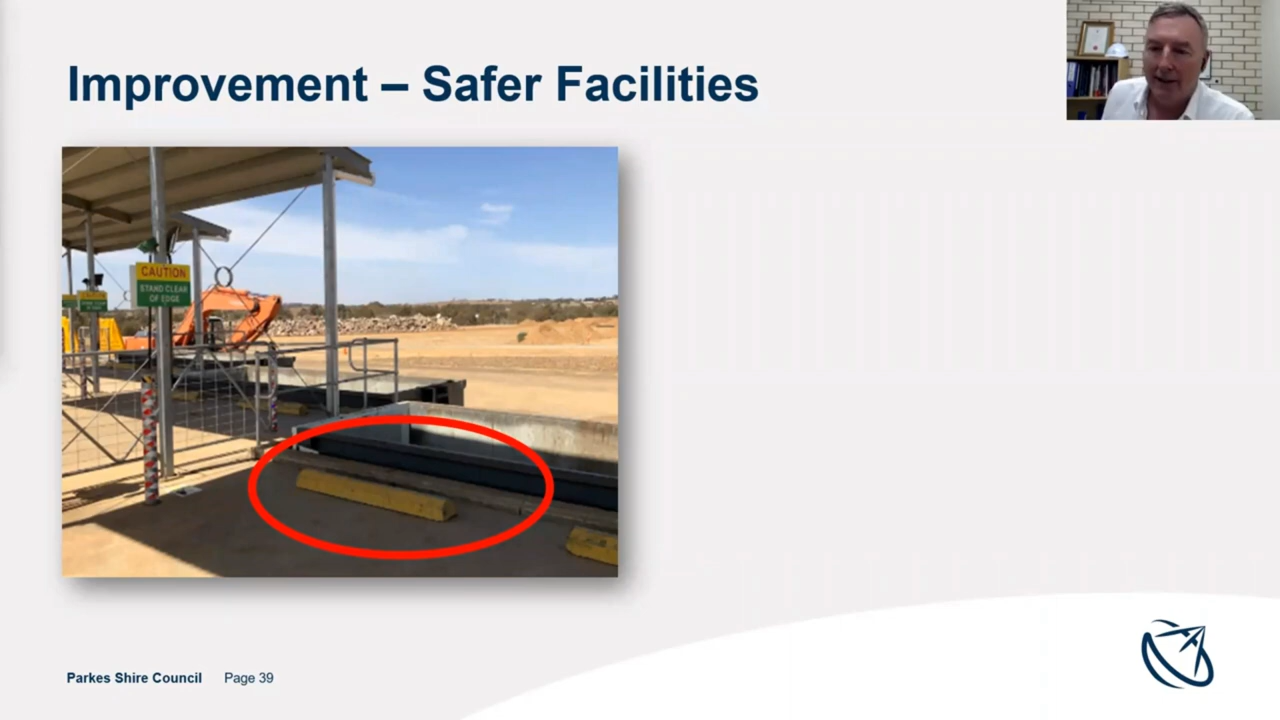 Improvement – Safer Facilities
CAUTION
STAND CLEAR
OF EDGE
Parkes Shire Council Page 39